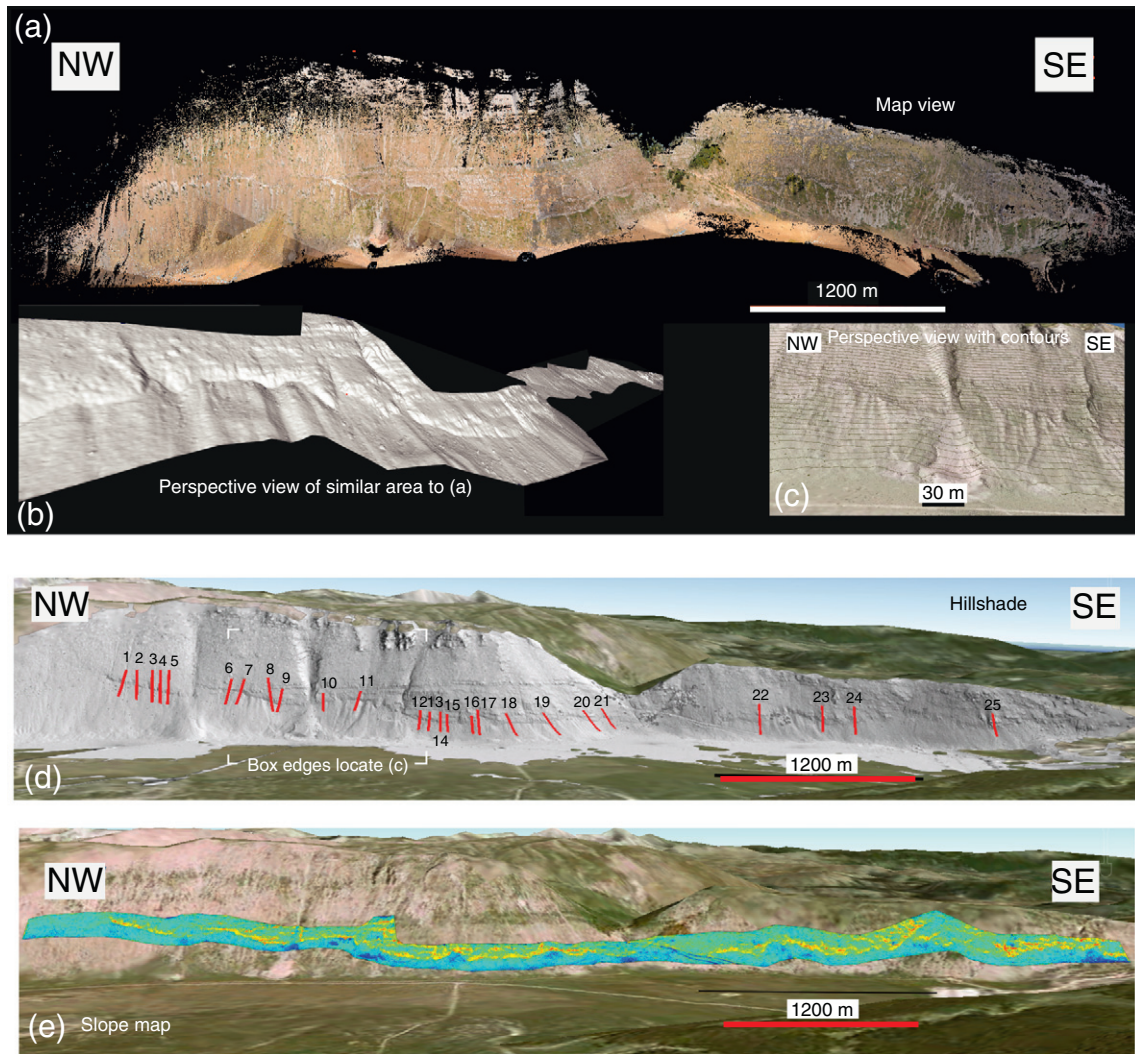 (a)
NW
SE
Map view
1200 m
Perspective view of similar area to (a)
(b)
NW
Perspective view with contours
SE
30 m
(c)
NW
Hillshade
SE
1 2 3 4 5 6 7 8 9 10 11
12 13 15 16 17 18 19 20 21 22 23 24 25
14
Box edges locate (c)
1200 m
(d)
NW
SE
1200 m
(e) Slope map